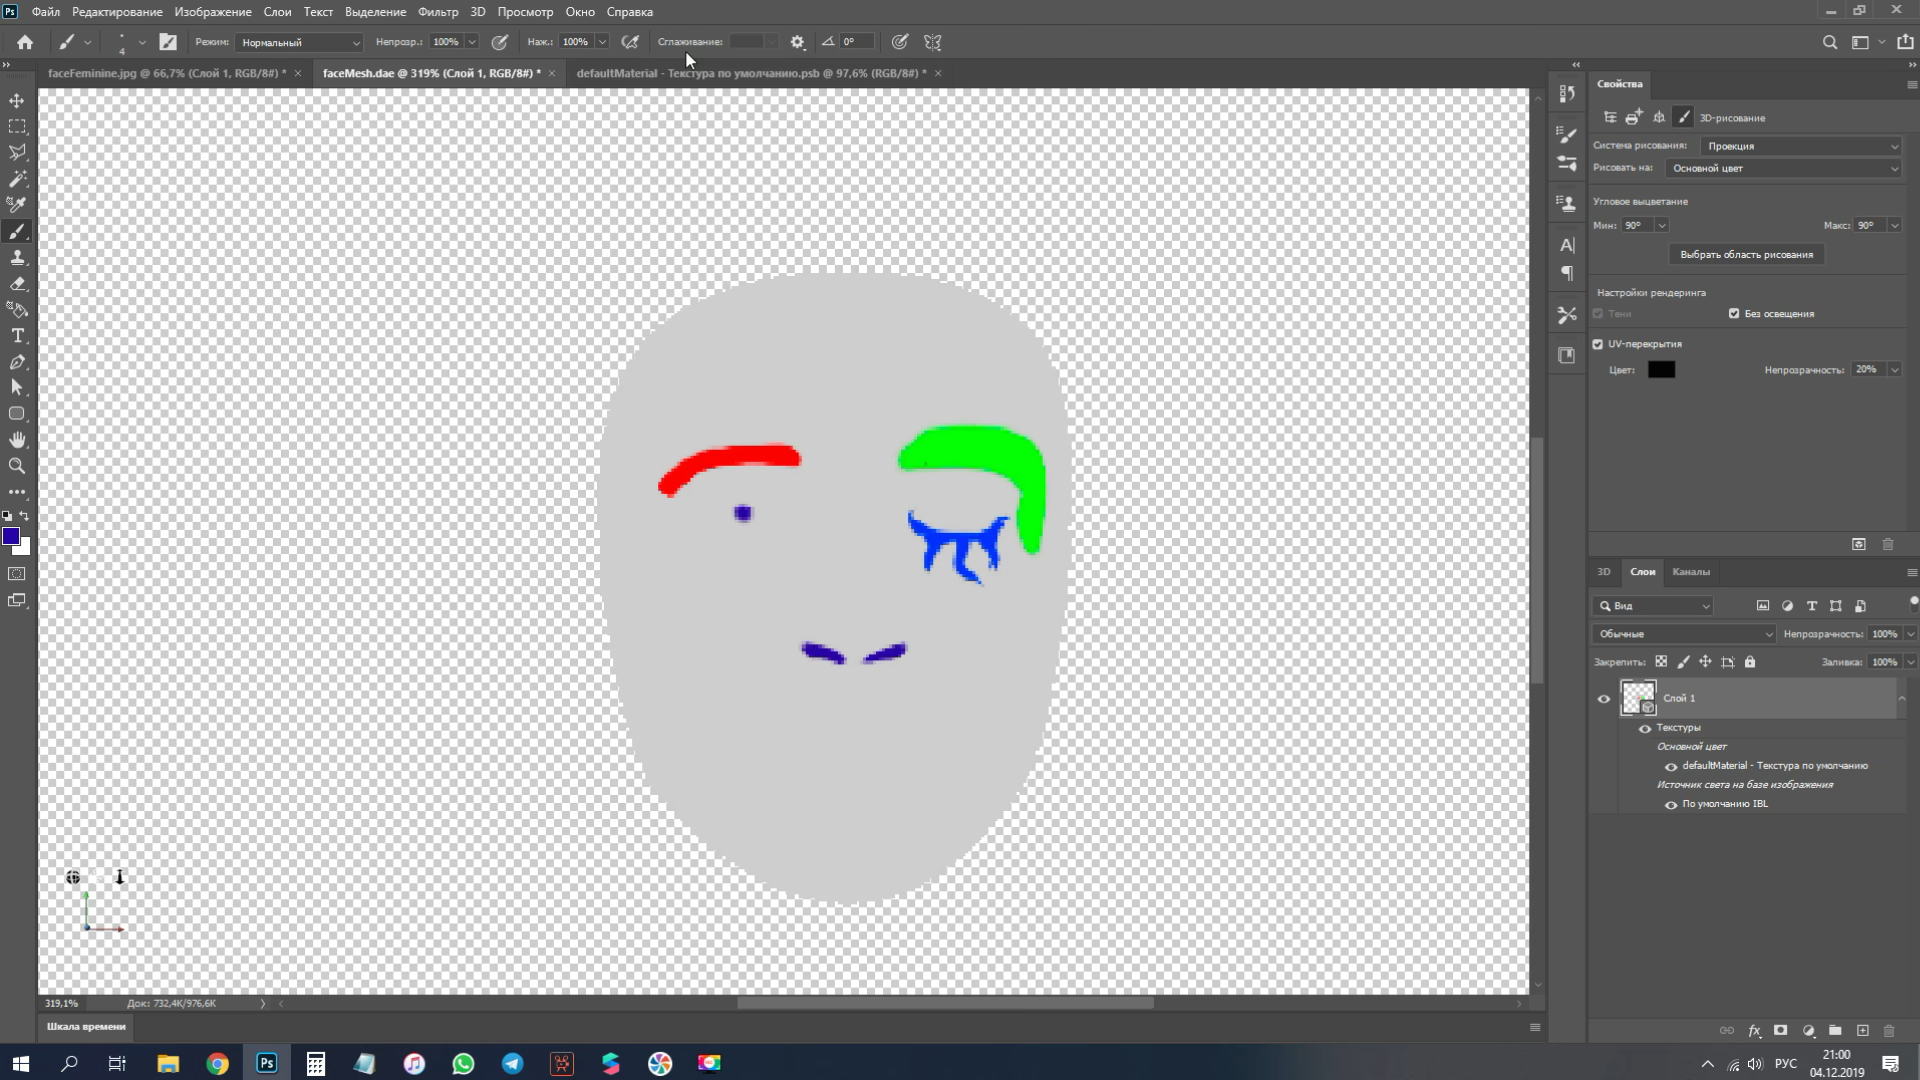 Ps Файл Редактирование Изображение Слои Текст Выделение Фильтр 3D Просмотр Окно Справка
4 Режим: Нормальный Непрозр.: 100% Наж.: 100% Сглаживание: 0°
faceFeminine.jpg @ 66,7% (Слой 1, RGB/8#) * × faceMesh.dae @ 319% (Слой 1, RGB/8#) * × defaultMaterial - Текстура по умолчанию.psb @ 97,6% (RGB/8#) * ×
Свойства
3D-рисование
Система рисования: Проекция
Рисовать на: Основной цвет
Угловое выцветание
Мин: 90° Макс: 90°
Выбрать область рисования
Настройки рендеринга
Тени Без освещения
UV-перекрытия
Цвет: Непрозрачность: 20%
3D Слои Каналы
Вид
Обычные Непрозрачность: 100%
Закрепить: Заливка: 100%
Слой 1
Текстуры
Основной цвет
defaultMaterial - Текстура по умолчанию
Источник света на базе изображения
По умолчанию IBL
319,1% Док: 732,4K/976,6K
Шкала времени
fx
Ps РУС 21:00
04.12.2019